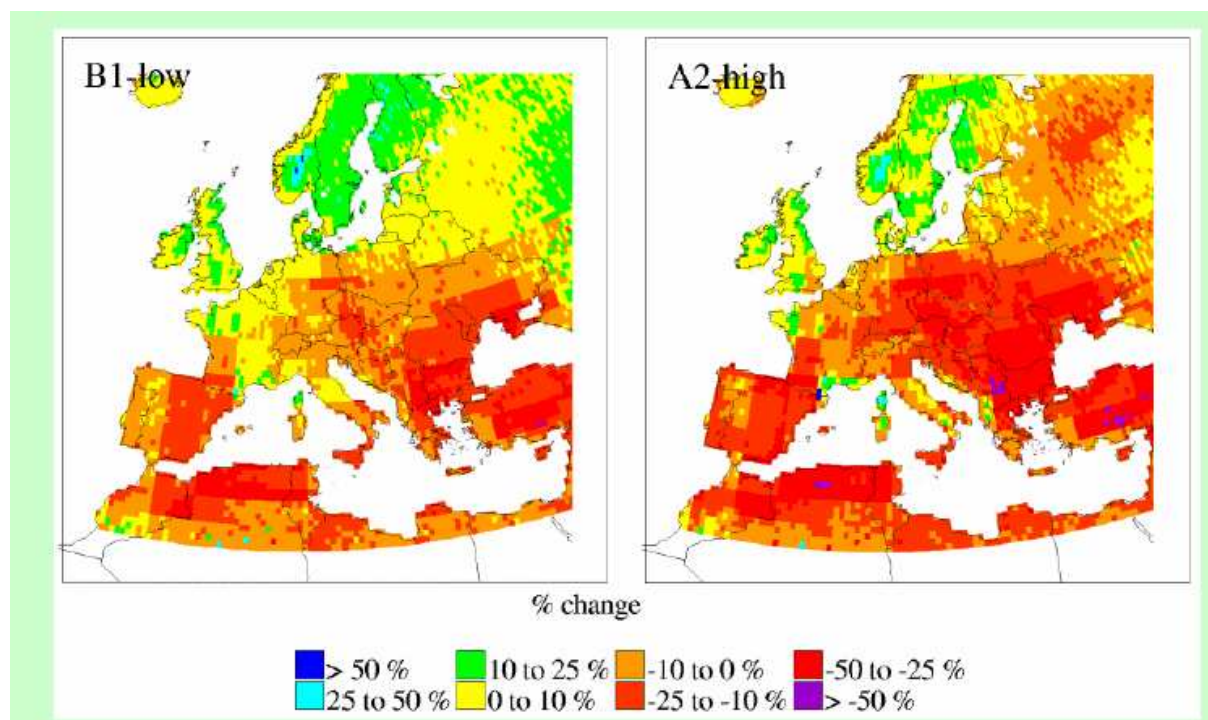 B1-low
A2-high
% change
> 50 %
10 to 25 %
-10 to 0 %
-50 to -25 %
25 to 50 %
0 to 10 %
-25 to -10 %
> -50 %